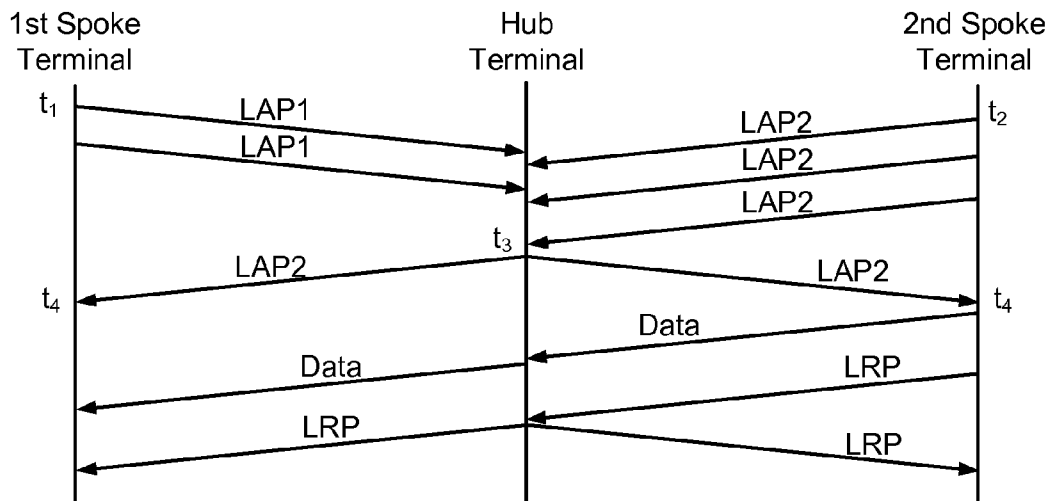 1st Spoke
Terminal
Hub
Terminal
2nd Spoke
Terminal
t₁
LAP1
LAP2
t₂
LAP1
LAP2
LAP2
t₃
LAP2
LAP2
t₄
t₄
Data
Data
LRP
LRP
LRP